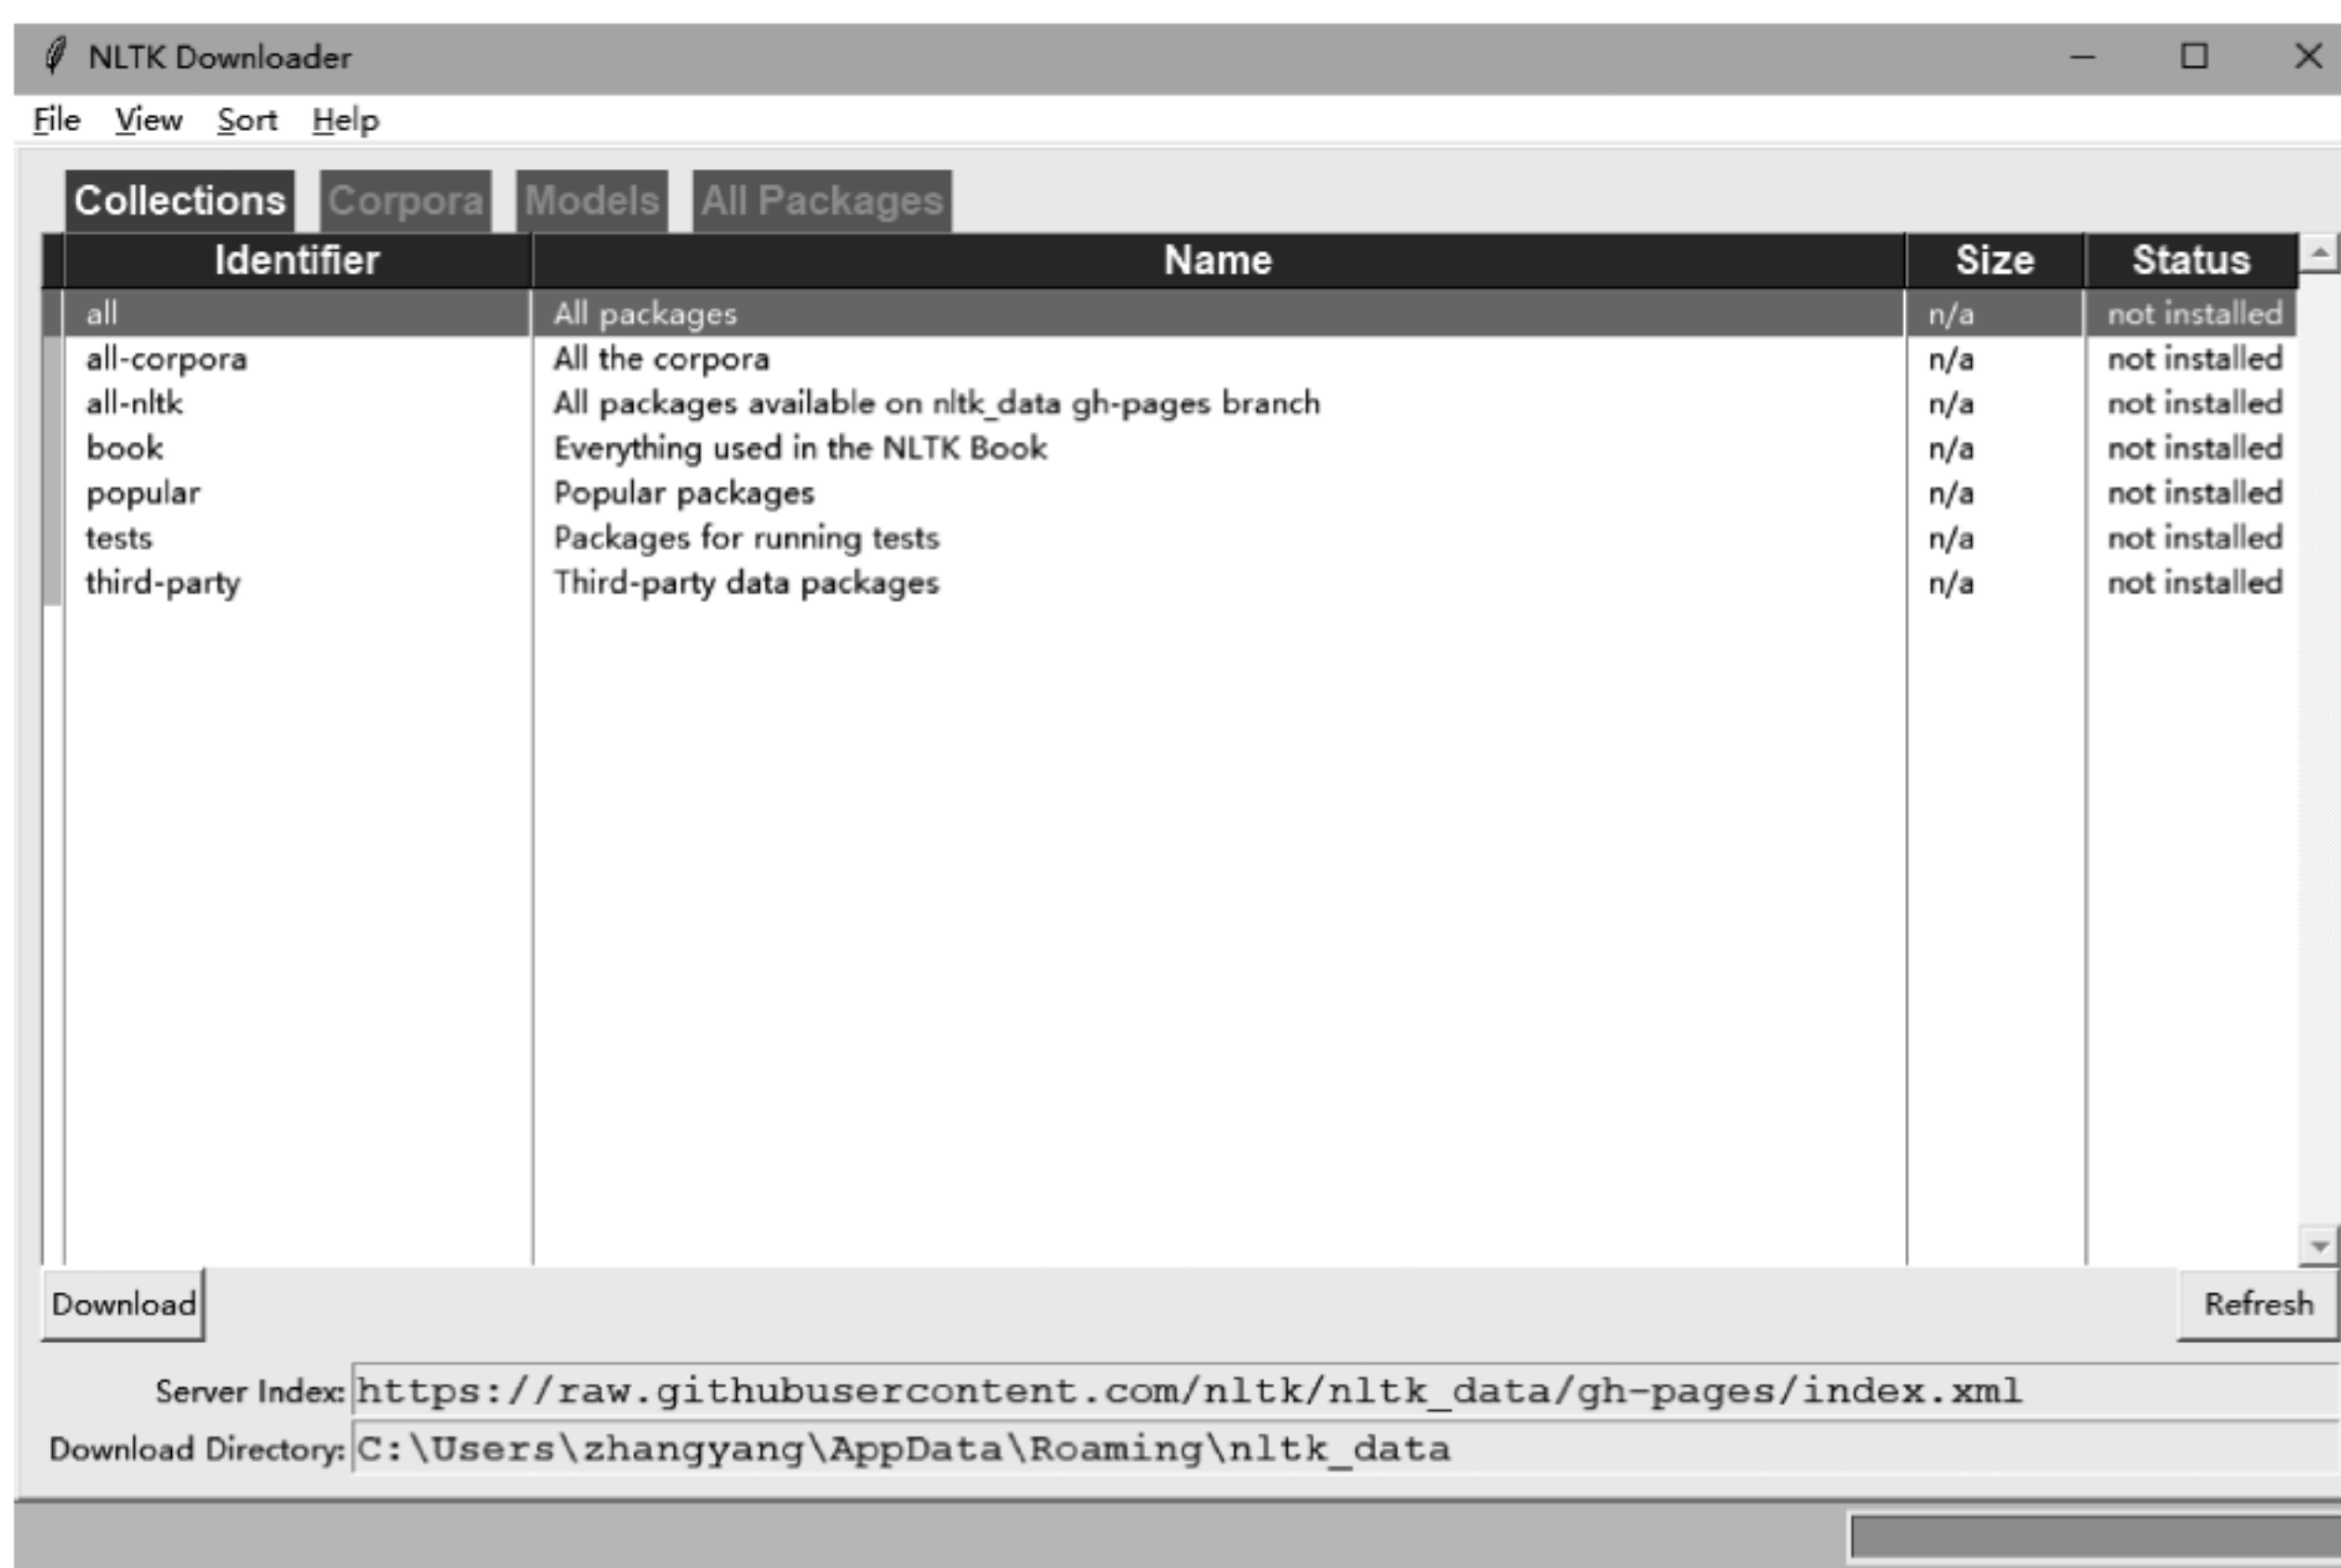 NLTK Downloader
File View Sort Help
Collections Corpora Models All Packages
Identifier Name Size Status
all All packages n/a not installed
all-corpora All the corpora n/a not installed
all-nltk All packages available on nltk_data gh-pages branch n/a not installed
book Everything used in the NLTK Book n/a not installed
popular Popular packages n/a not installed
tests Packages for running tests n/a not installed
third-party Third-party data packages n/a not installed
Download Refresh
Server Index: https://raw.githubusercontent.com/nltk/nltk_data/gh-pages/index.xml
Download Directory: C:\Users\zhangyang\AppData\Roaming\nltk_data